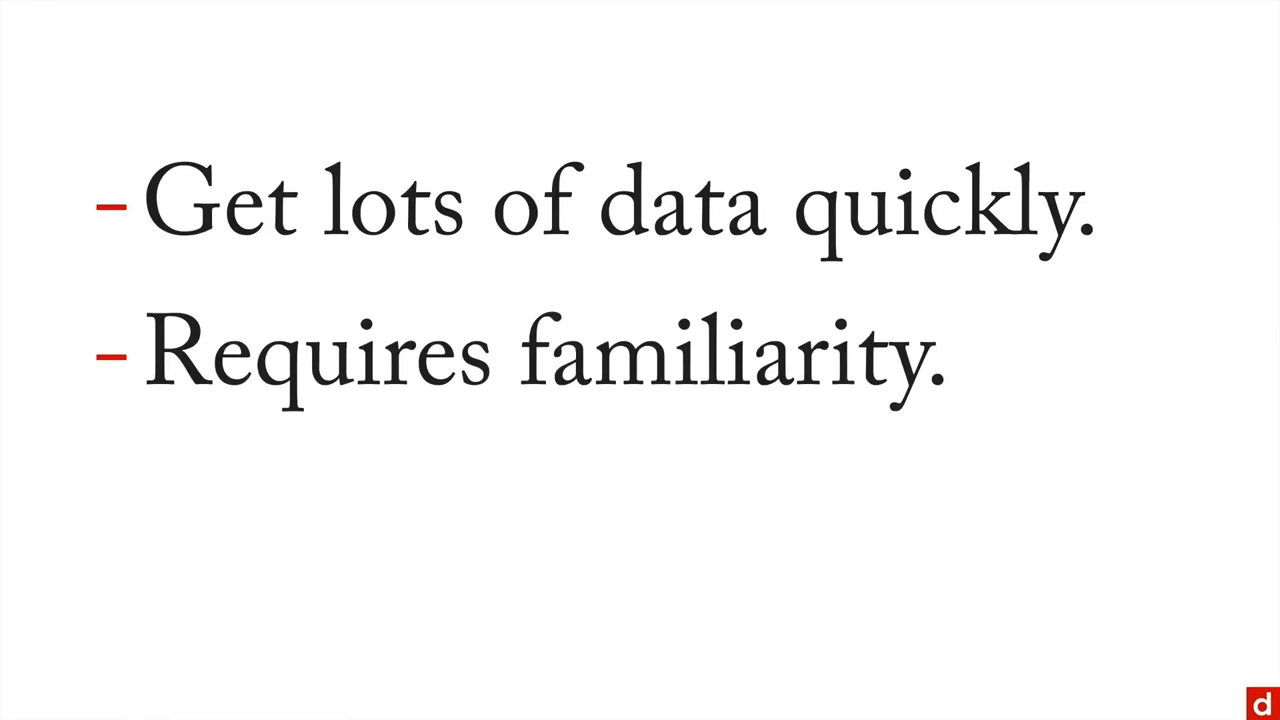 - Get lots of data quickly.
- Requires familiarity.
d